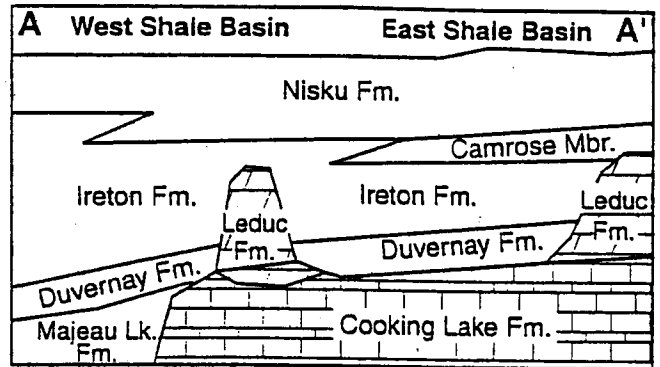 A West Shale Basin East Shale Basin A'
Nisku Fm.
Camrose Mbr.
Ireton Fm.
Leduc
Fm.
Ireton Fm.
Leduc
Fm.
Duvernay Fm.
Duvernay Fm.
Majeau Lk.
Fm.
Cooking Lake Fm.